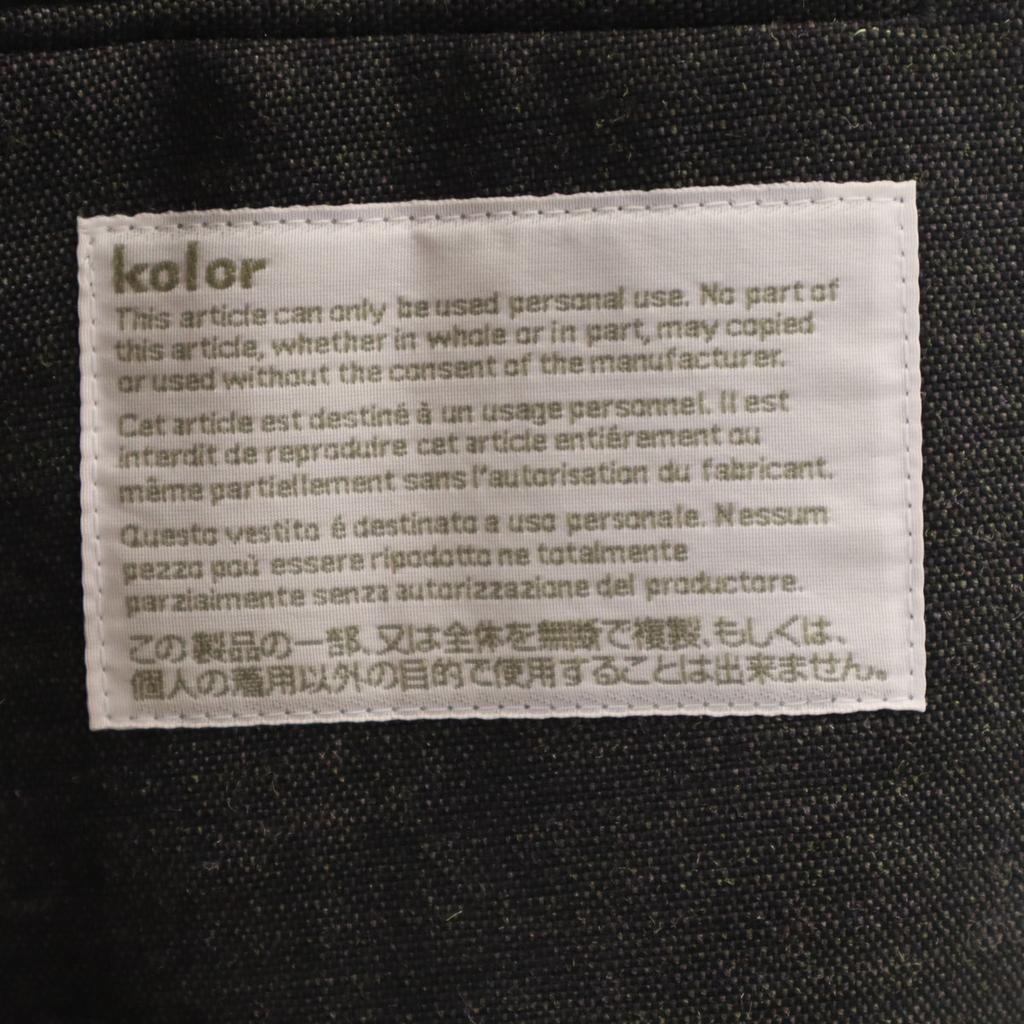 kolor
This article can only be used personal use. No part of
this article, whether in whole or in part, may copied
or used without the consent of the manufacturer.
Cet article est destiné à un usage personnel. Il est
interdit de reproduire cet article entiérement ou
même partiellement sans l'autorisation du fabricant.
Questo vestito é destinato a uso personale. Nessum
pezzo poù essere ripodotto ne totalmente
parziaimente senza autorizzazione del productore.
この製品の一部、又は全体を無断で複製、もしくは、
個人の着用以外の目的で使用することは出来ません。